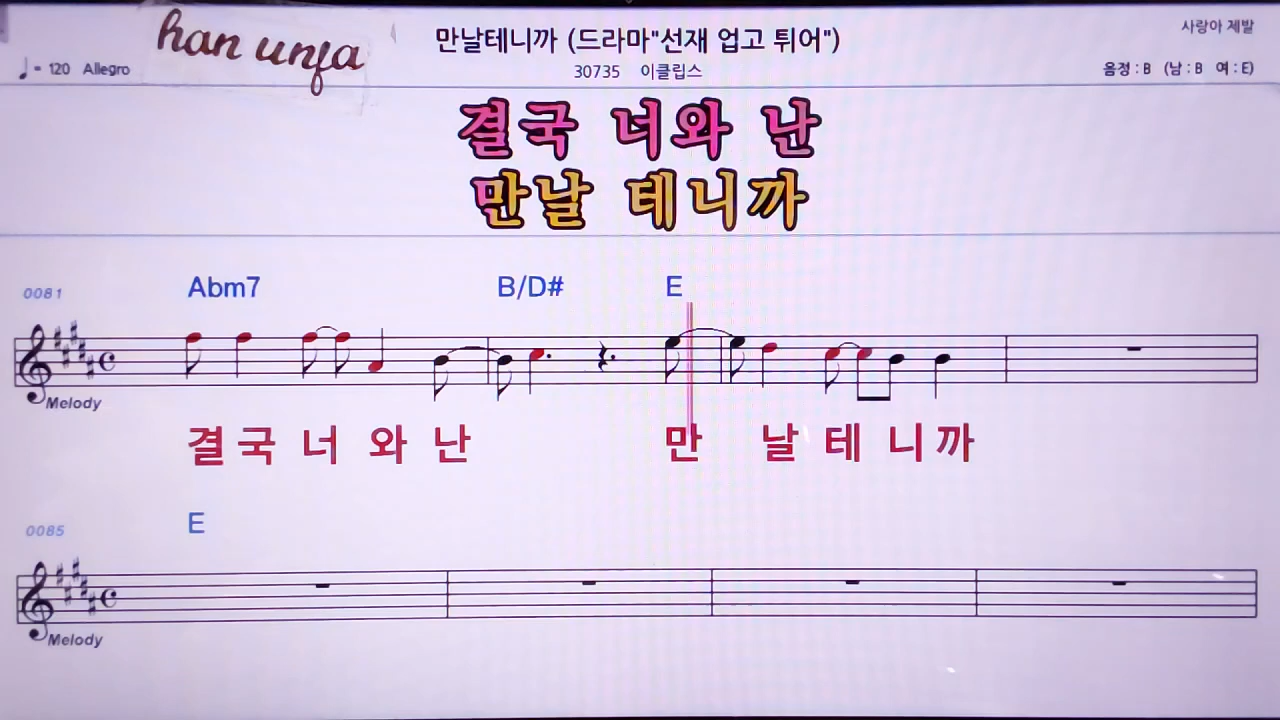 han unfa
만날테니까 (드라마"선재 업고 튀어")
사랑아 제발
♩= 120 Allegro
30735 이클립스
음정 : B (남 : B 여 : E)
결국 너와 난
만날 테니까
0081
Abm7 B/D# E
Melody
결 국 너 와 난 만 날 테 니 까
0085
E
Melody